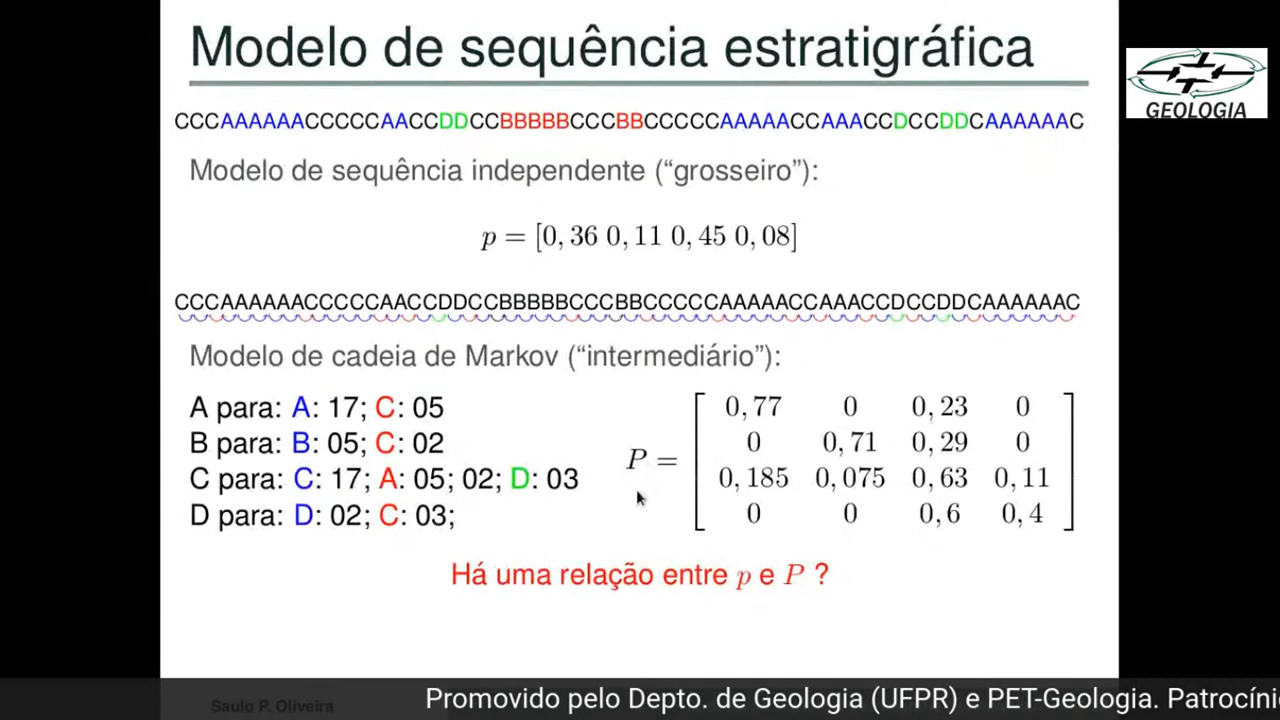 Modelo de sequência estratigráfica
GEOLOGIA
CCCAAAAAACCCCCAACCDDCCBBBBBCCCBBCCCCCAAAAACCAAACCDCCDDCAAAAAAC
Modelo de sequência independente (“grosseiro”):
p = [0, 36 0, 11 0, 45 0, 08]
CCCAAAAAACCCCCAACCDDCCBBBBBCCCBBCCCCCAAAAACCAAACCDCCDDCAAAAAAC
Modelo de cadeia de Markov (“intermediário”):
A para: A: 17; C: 05
B para: B: 05; C: 02
C para: C: 17; A: 05; 02; D: 03
D para: D: 02; C: 03;
P =
0, 77 0 0, 23 0
0 0, 71 0, 29 0
0, 185 0, 075 0, 63 0, 11
0 0 0, 6 0, 4
Há uma relação entre p e P ?
Saulo P. Oliveira
Promovido pelo Depto. de Geologia (UFPR) e PET-Geologia. Patrocíni